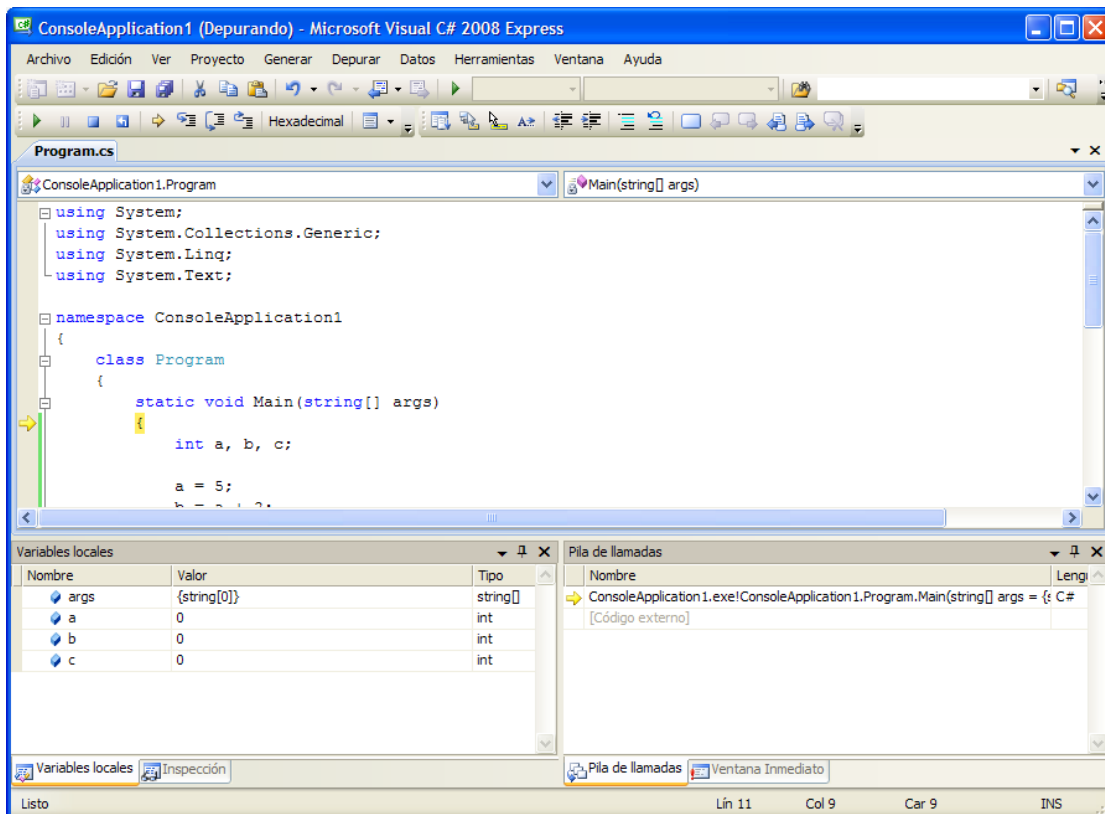 ConsoleApplication1 (Depurando) - Microsoft Visual C# 2008 Express
Archivo Edición Ver Proyecto Generar Depurar Datos Herramientas Ventana Ayuda
Hexadecimal
Program.cs
ConsoleApplication1.Program Main(string[] args)
using System;
using System.Collections.Generic;
using System.Linq;
using System.Text;
namespace ConsoleApplication1
{
class Program
{
static void Main(string[] args)
{
int a, b, c;
a = 5;
b = a + 2;
Variables locales
Nombre Valor Tipo
args {string[0]} string[]
a 0 int
b 0 int
c 0 int
Variables locales Inspección
Pila de llamadas
Nombre Lengu
ConsoleApplication1.exe!ConsoleApplication1.Program.Main(string[] args = {s C#
[Código externo]
Pila de llamadas Ventana Inmediato
Listo Lín 11 Col 9 Car 9 INS